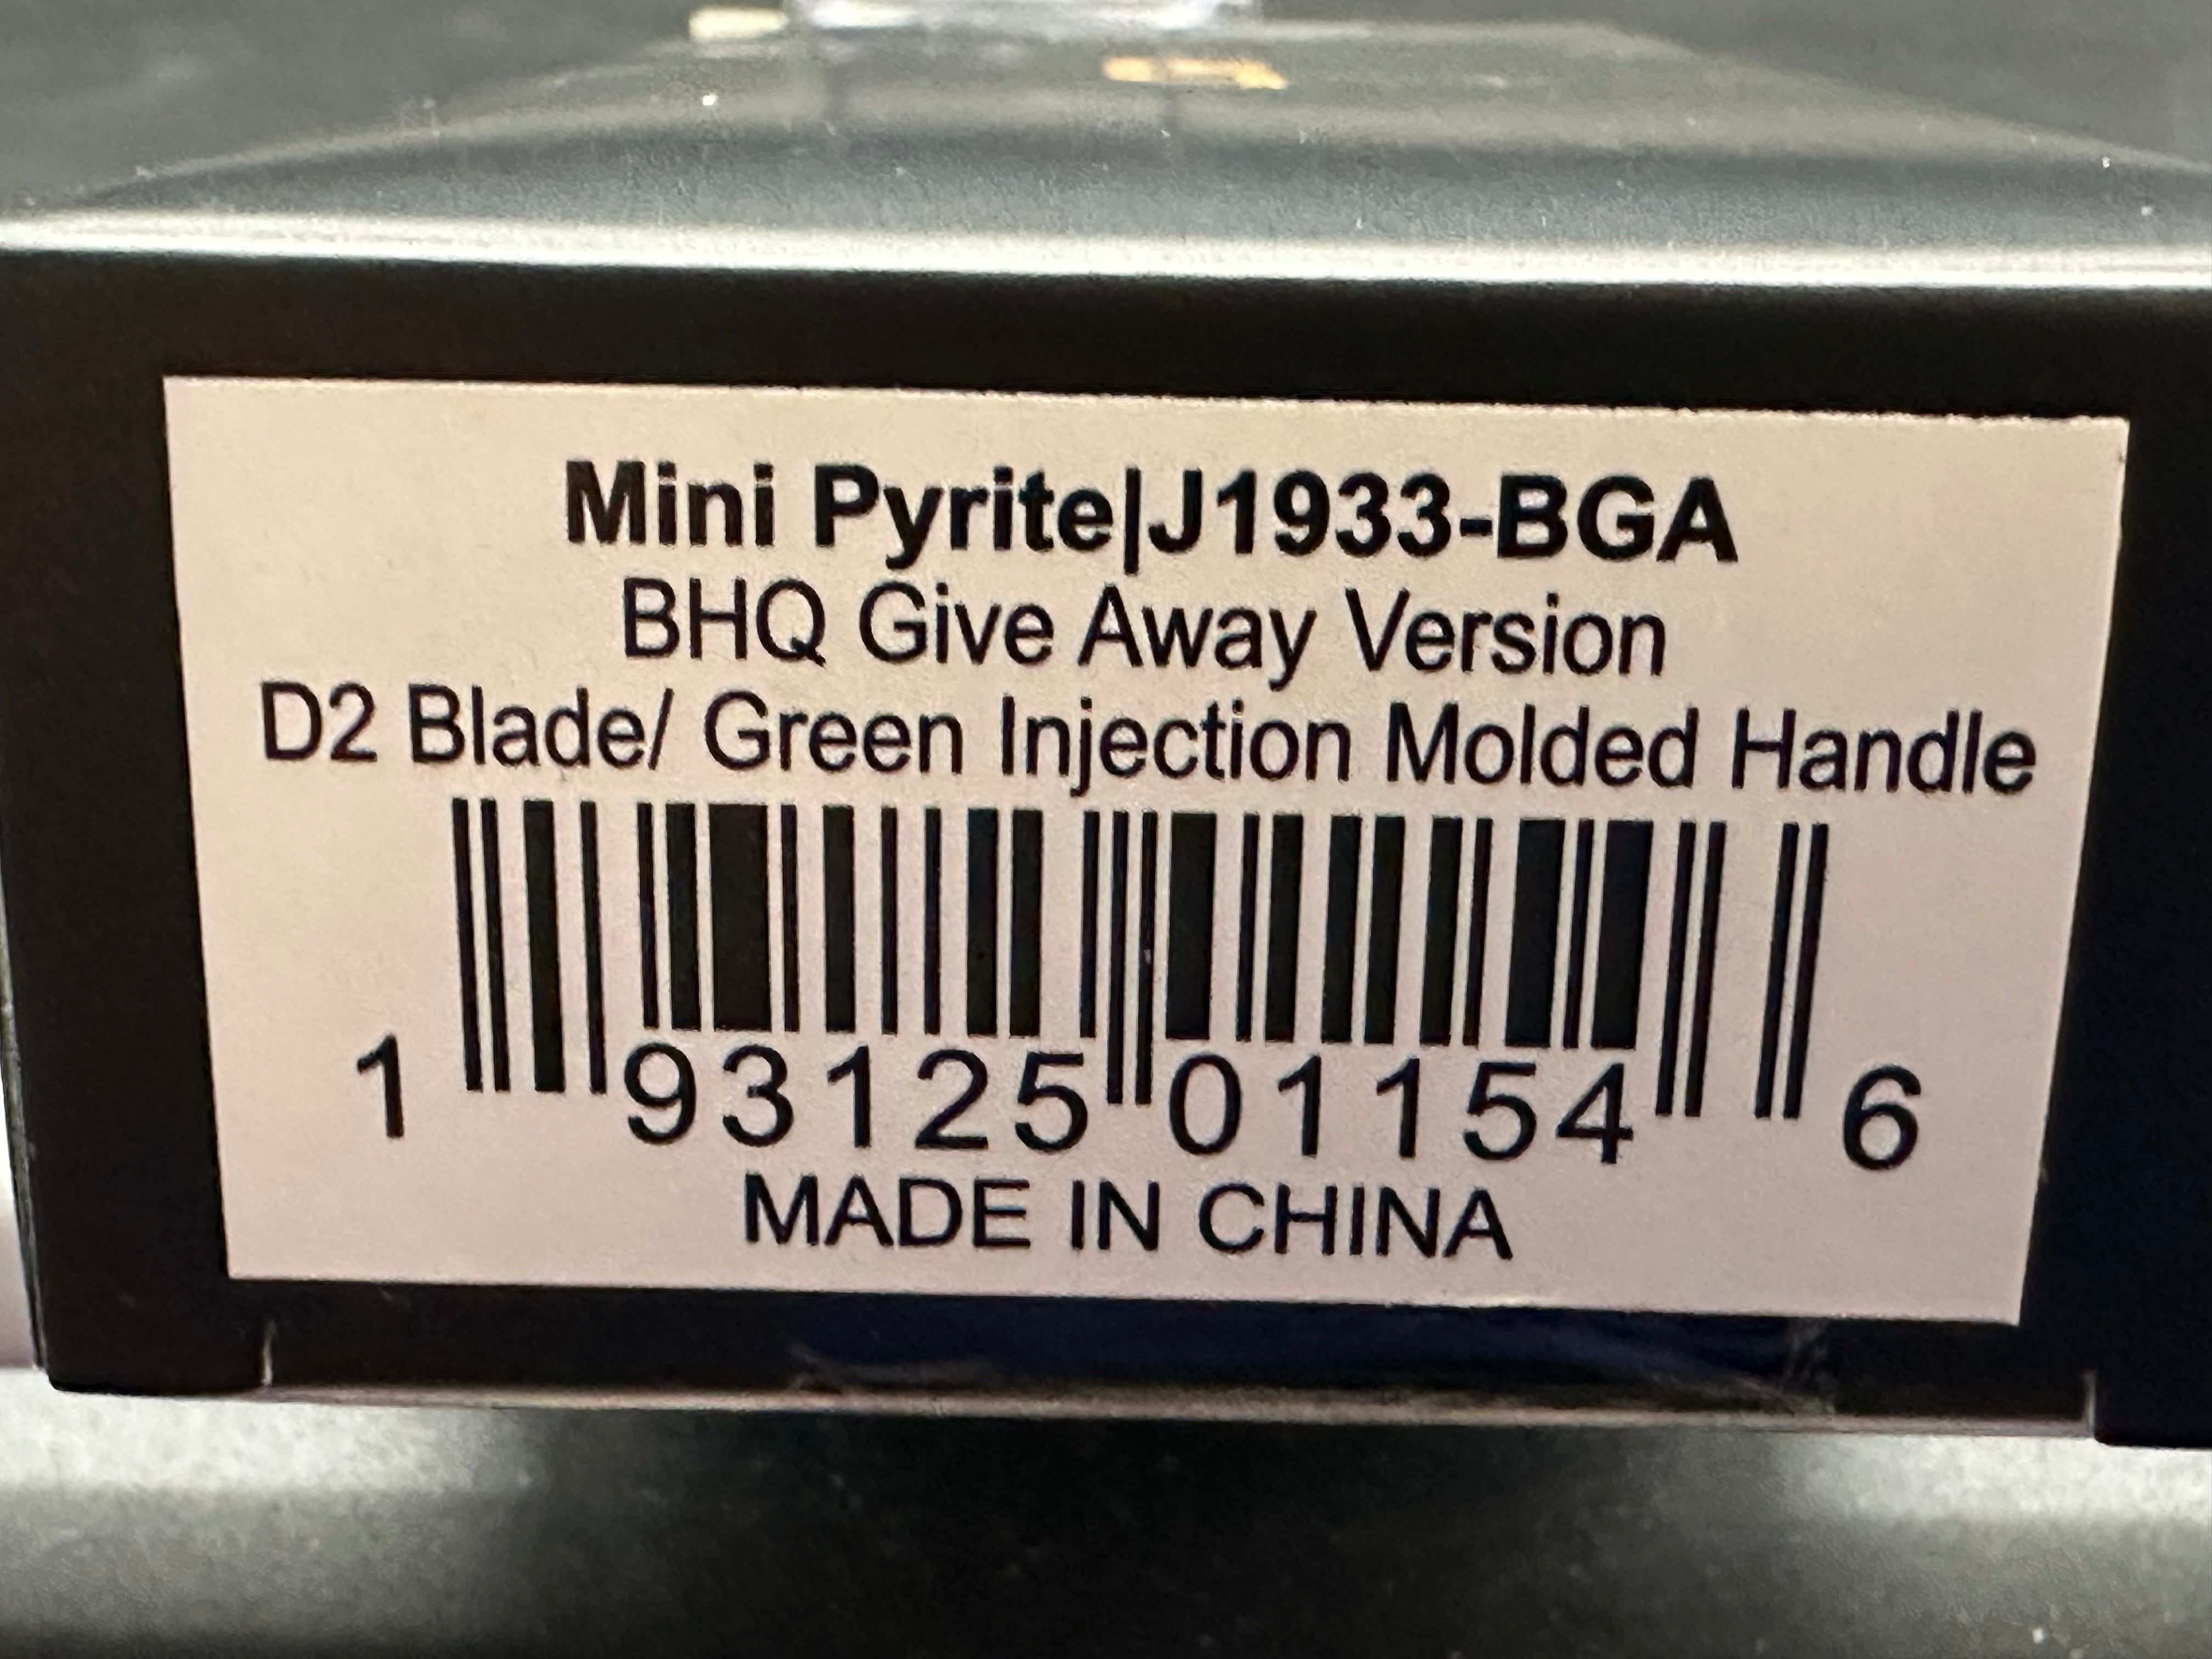 Mini Pyrite|J1933-BGA
BHQ Give Away Version
D2 Blade/ Green Injection Molded Handle
1 93125 01154 6
MADE IN CHINA